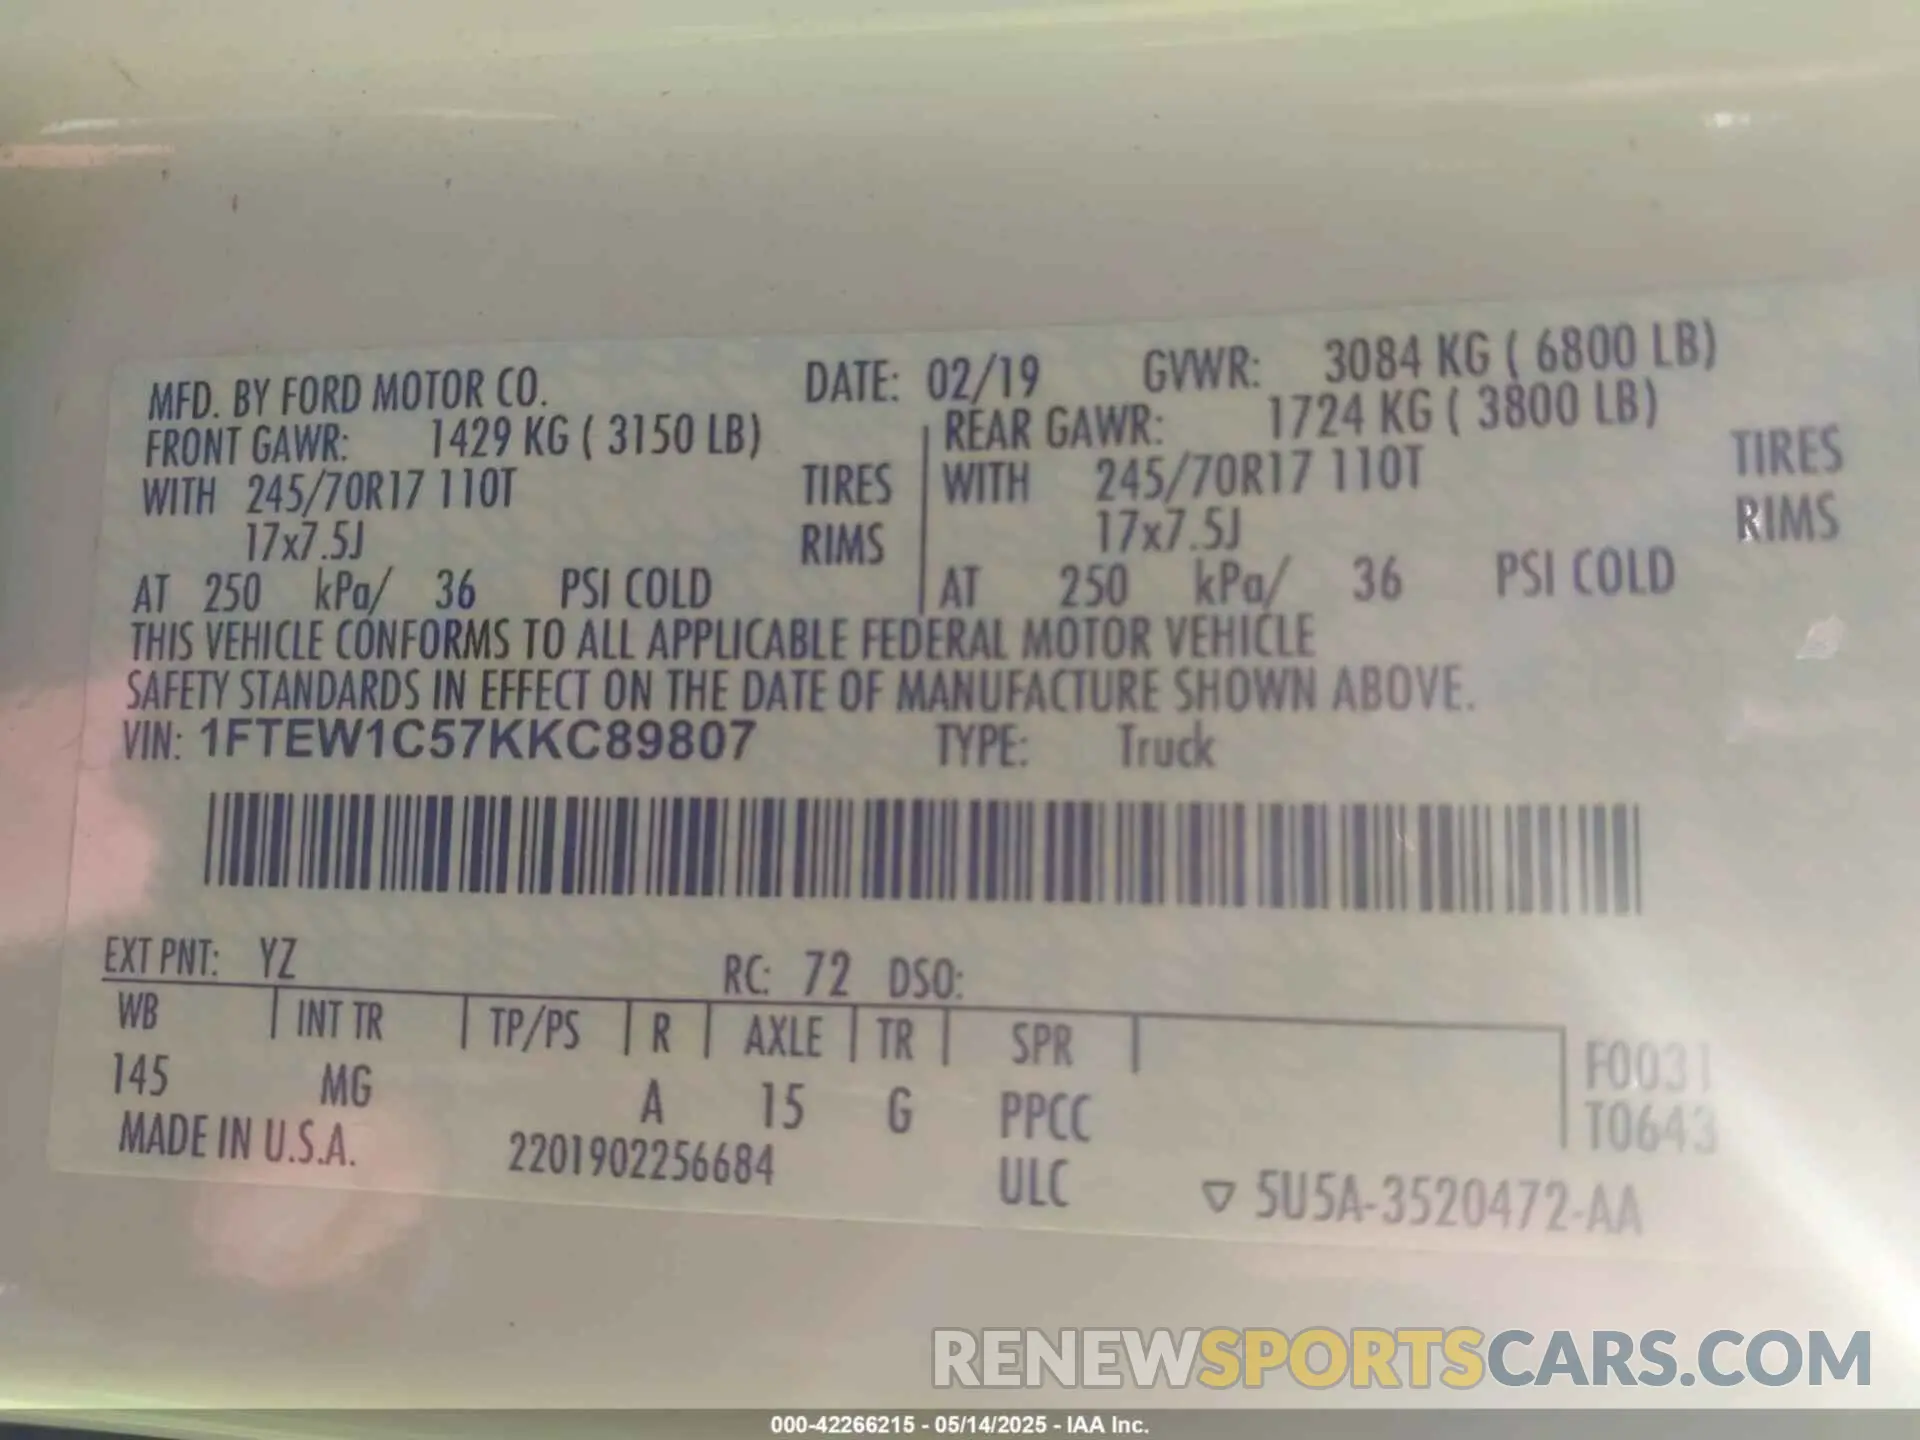 MFD. BY FORD MOTOR CO. DATE: 02/19 GVWR: 3084 KG ( 6800 LB)
FRONT GAWR: 1429 KG ( 3150 LB) REAR GAWR: 1724 KG ( 3800 LB)
WITH 245/70R17 110T TIRES WITH 245/70R17 110T TIRES
17x7.5J RIMS 17x7.5J RIMS
AT 250 kPa/ 36 PSI COLD AT 250 kPa/ 36 PSI COLD
THIS VEHICLE CONFORMS TO ALL APPLICABLE FEDERAL MOTOR VEHICLE
SAFETY STANDARDS IN EFFECT ON THE DATE OF MANUFACTURE SHOWN ABOVE.
VIN: 1FTEW1C57KKC89807 TYPE: Truck
EXT PNT: YZ RC: 72 DSO:
WB INT TR TP/PS R AXLE TR SPR F0031
145 MG A 15 G PPCC T0643
MADE IN U.S.A. 2201902256684 ULC ▽ 5U5A-3520472-AA
RENEWSPORTSCARS.COM
000-42266215 - 05/14/2025 - IAA Inc.